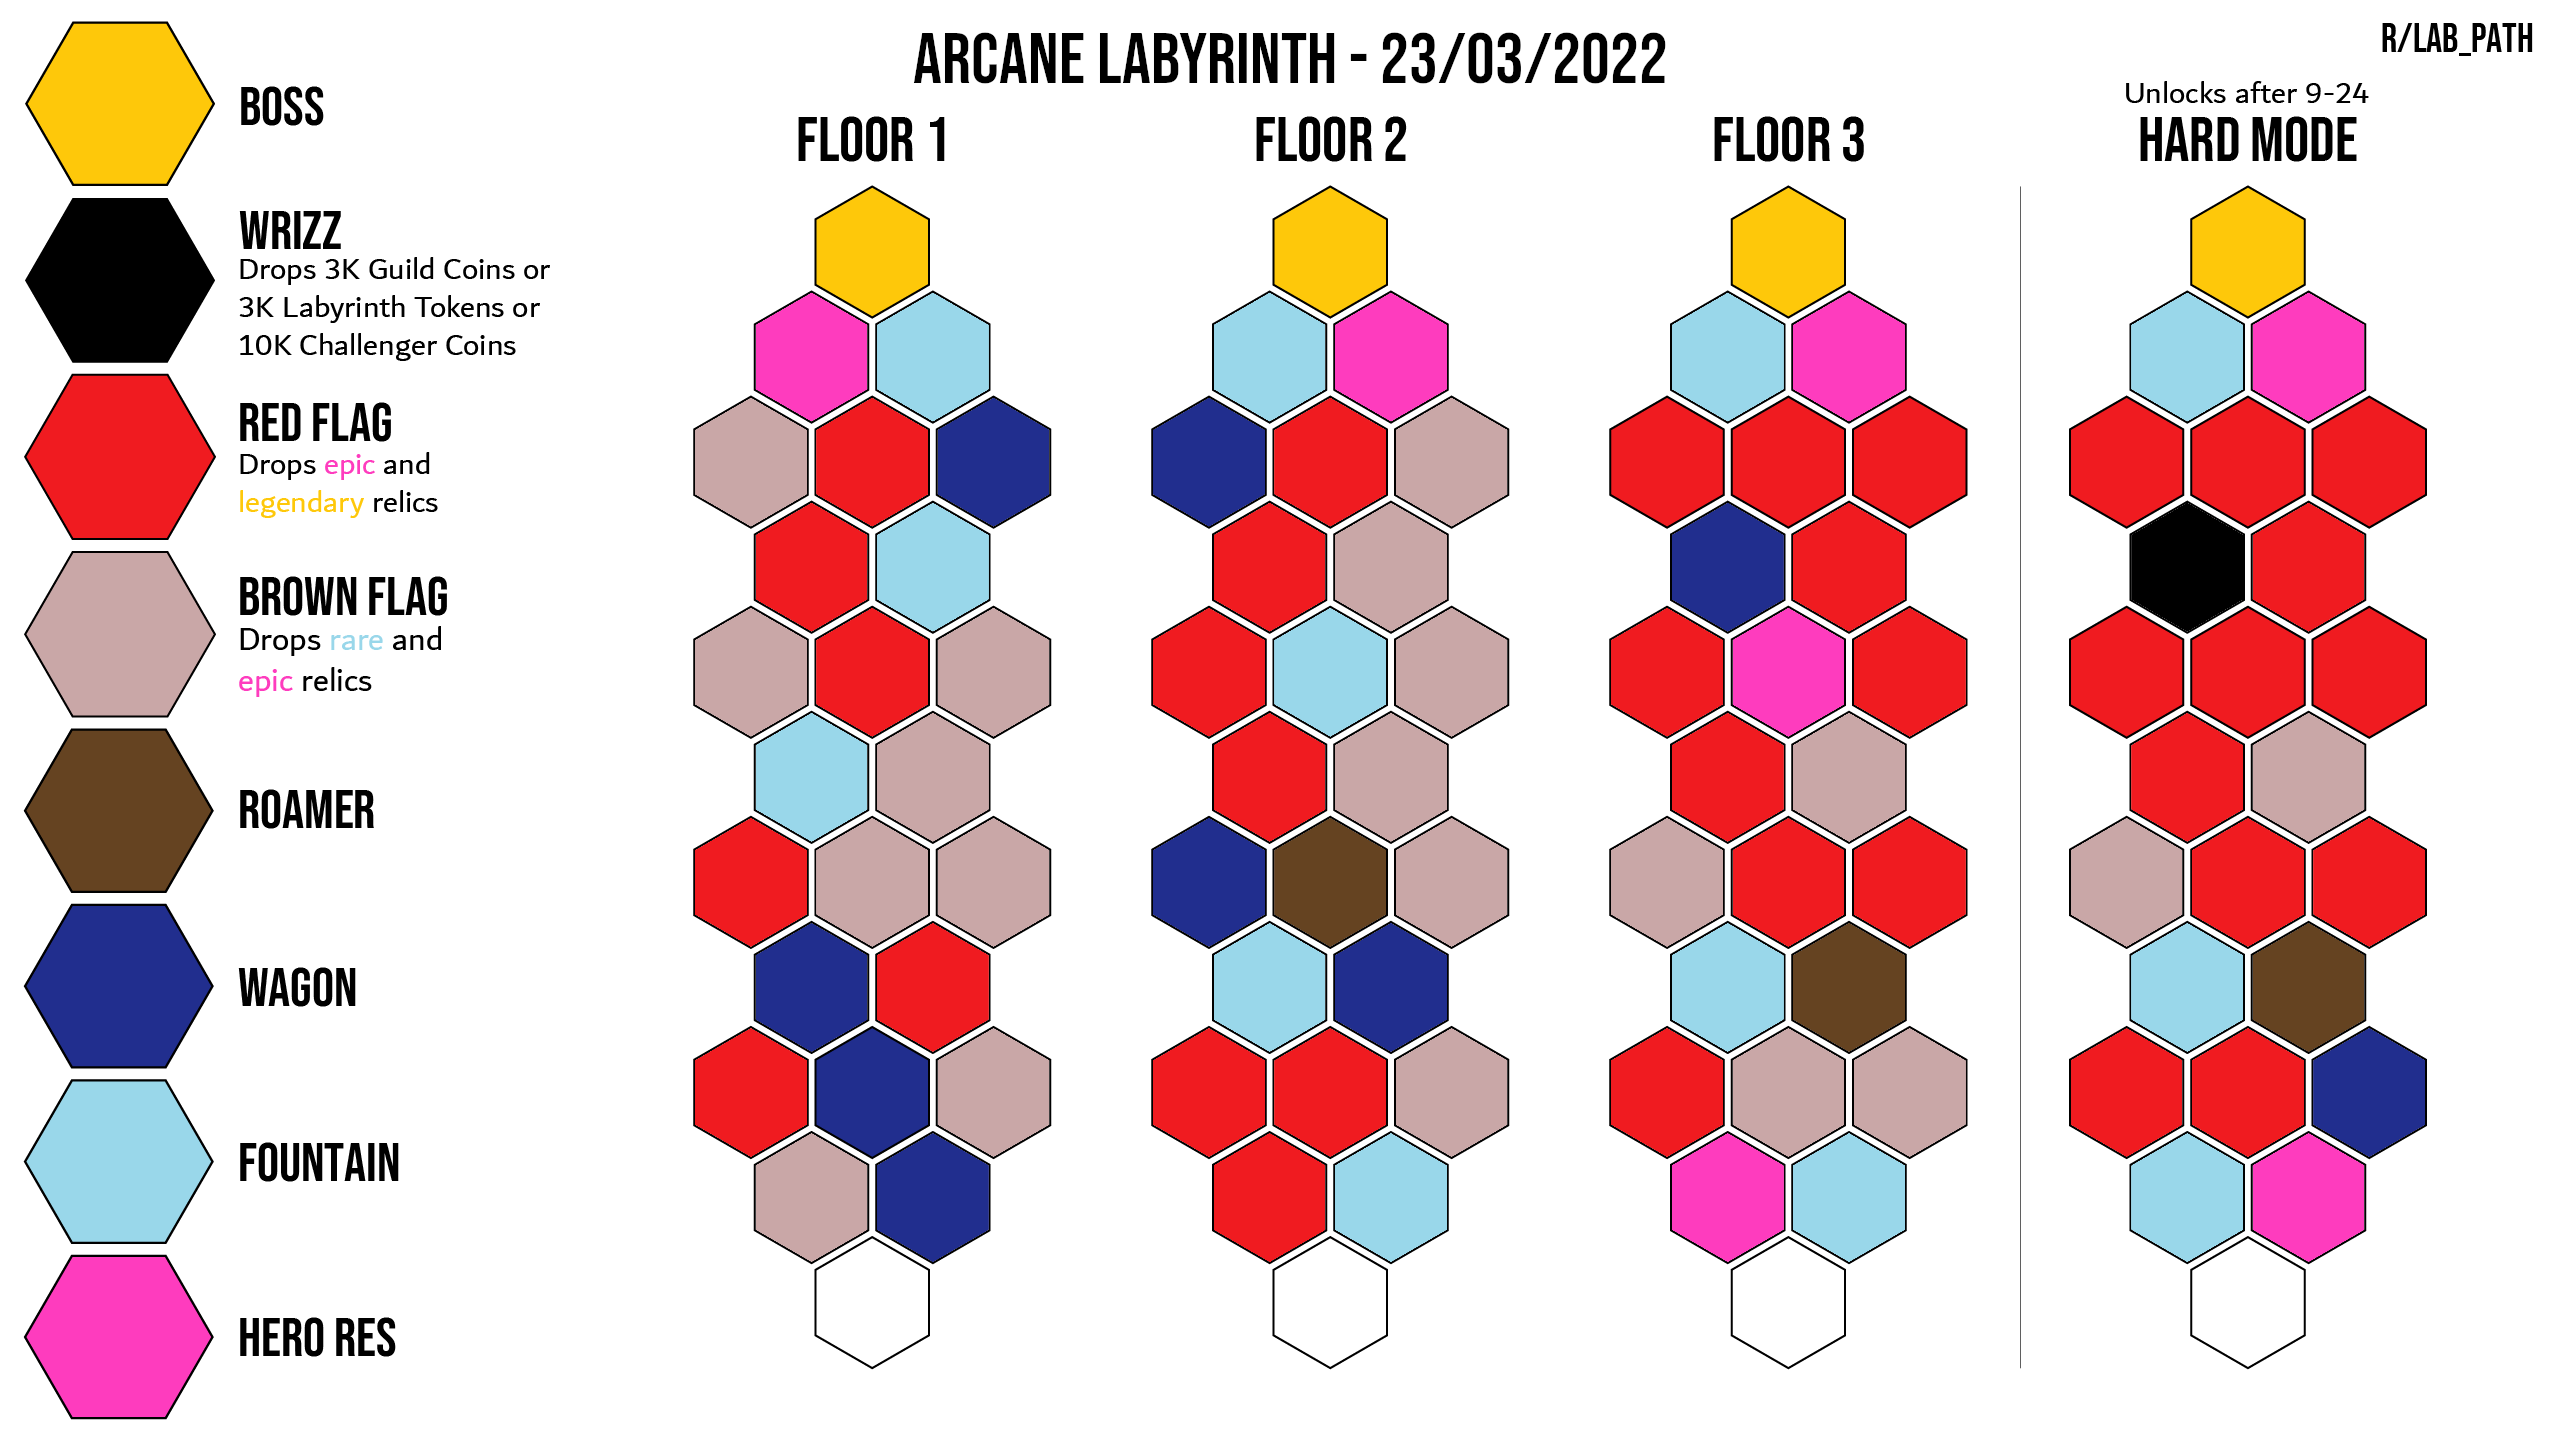 ARCANE LABYRINTH - 23/03/2022
R/LAB_PATH
BOSS
WRIZZ
Drops 3K Guild Coins or
3K Labyrinth Tokens or
10K Challenger Coins
RED FLAG
Drops epic and
legendary relics
BROWN FLAG
Drops rare and
epic relics
ROAMER
WAGON
FOUNTAIN
HERO RES
FLOOR 1
FLOOR 2
FLOOR 3
Unlocks after 9-24
HARD MODE